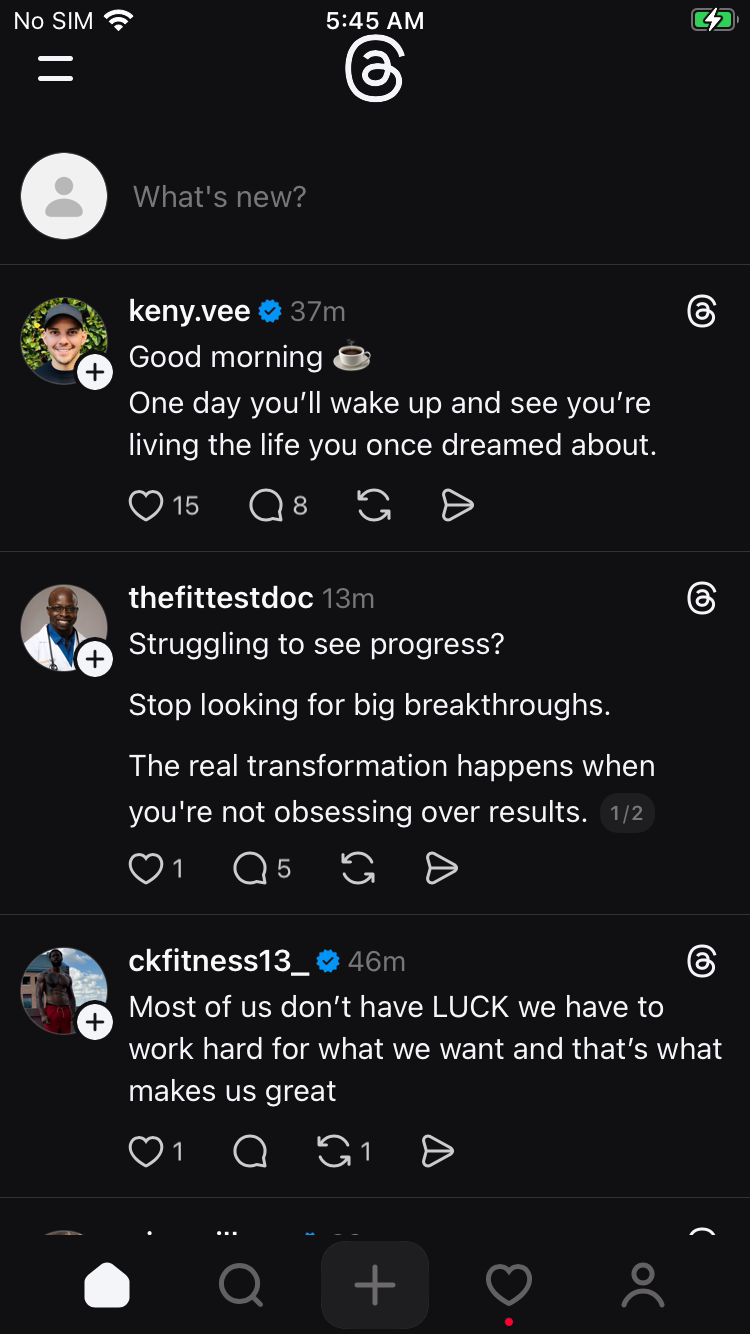 No SIM 5:45 AM
What's new?
keny.vee 37m
Good morning ☕
One day you’ll wake up and see you’re
living the life you once dreamed about.
15 8
thefittestdoc 13m
Struggling to see progress?
Stop looking for big breakthroughs.
The real transformation happens when
you're not obsessing over results. 1/2
1 5
ckfitness13_ 46m
Most of us don’t have LUCK we have to
work hard for what we want and that’s what
makes us great
1 1